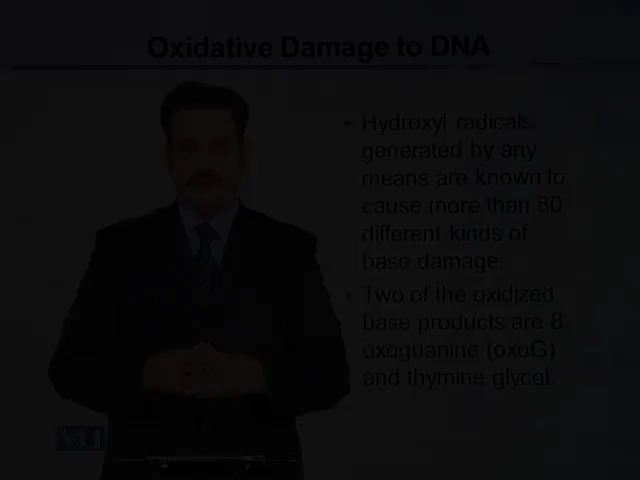 Oxidative Damage to DNA
• Hydroxyl radicals
generated by any
means are known to
cause more than 80
different kinds of
base damage.
• Two of the oxidized
base products are 8-
oxoguanine (oxoG)
and thymine glycol.
VU